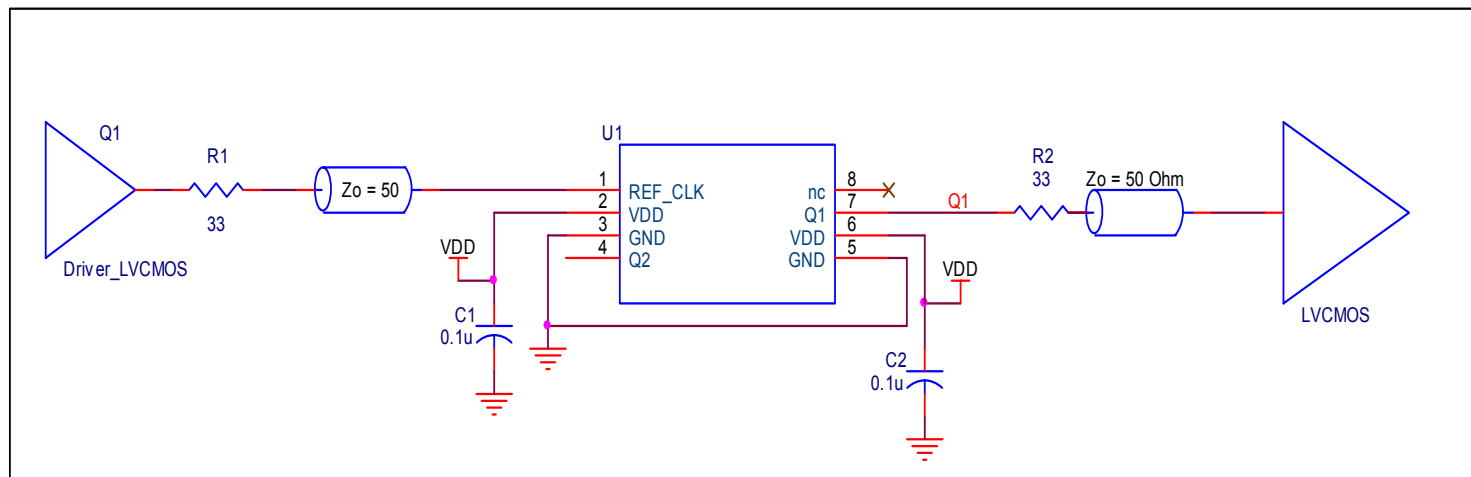 Q1
R1
33
Driver_LVCMOS
Zo = 50
VDD
C1
0.1u
U1
1
2
3
4
REF_CLK
VDD
GND
Q2
nc
Q1
VDD
GND
8
7
6
5
Q1
R2
33
Zo = 50 Ohm
VDD
C2
0.1u
LVCMOS